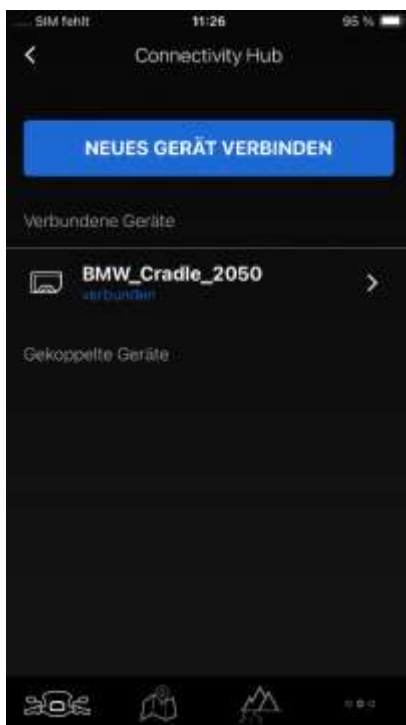 SIM fehlt 11:26 95 %
Connectivity Hub
NEUES GERÄT VERBINDEN
Verbundene Geräte
BMW_Cradle_2050
verbunden
Gekoppelte Geräte